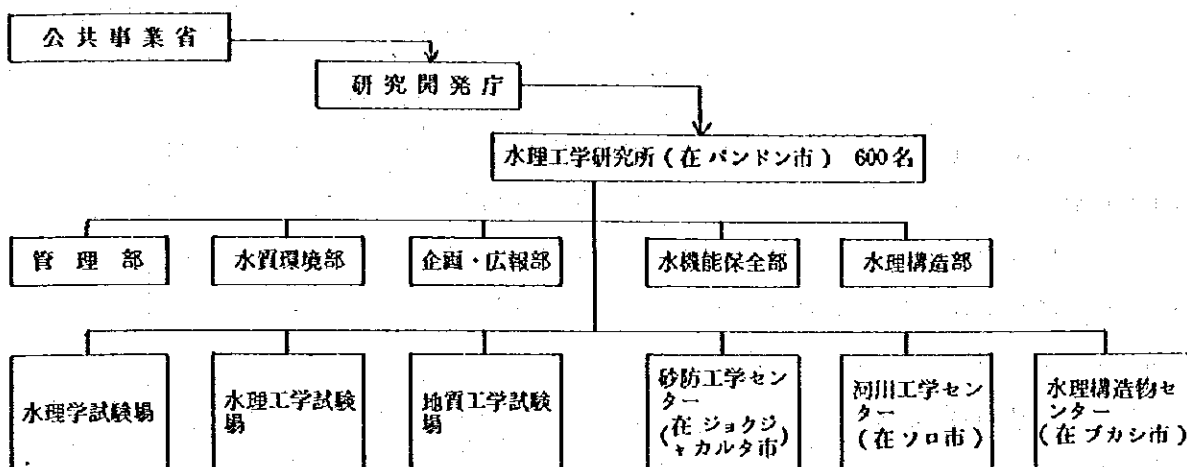 公共事業省
研究開発庁
水理工学研究所(在バンドン市) 600名
管理部
水質環境部
企画・広報部
水機能保全部
水理構造部
水理学試験場
水理工学試験
場
地質工学試験
場
砂防工学セン
ター
(在ジョクジ
ャカルタ市)
河川工学セン
ター
(在ソロ市)
水理構造物セ
ンター
(在ブカシ市)